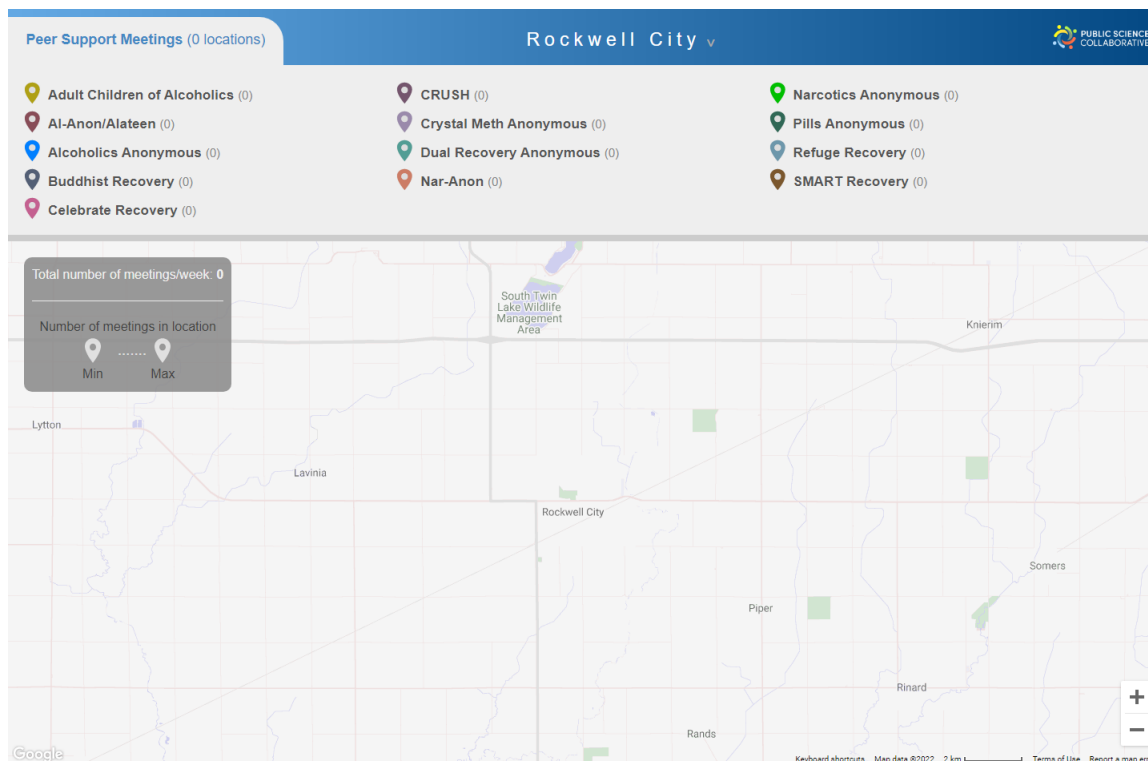 Peer Support Meetings (0 locations)
Rockwell City v
PUBLIC SCIENCE
COLLABORATIVE
Adult Children of Alcoholics (0)
Al-Anon/Alateen (0)
Alcoholics Anonymous (0)
Buddhist Recovery (0)
Celebrate Recovery (0)
CRUSH (0)
Crystal Meth Anonymous (0)
Dual Recovery Anonymous (0)
Nar-Anon (0)
Narcotics Anonymous (0)
Pills Anonymous (0)
Refuge Recovery (0)
SMART Recovery (0)
Total number of meetings/week: 0
Number of meetings in location
Min ....... Max
South Twin
Lake Wildlife
Management
Area
Knierim
Lytton
Lavinia
Rockwell City
Somers
Piper
Rinard
Rands
+
−
Google
Keyboard shortcuts Map data ©2022 2 km Terms of Use Report a map er